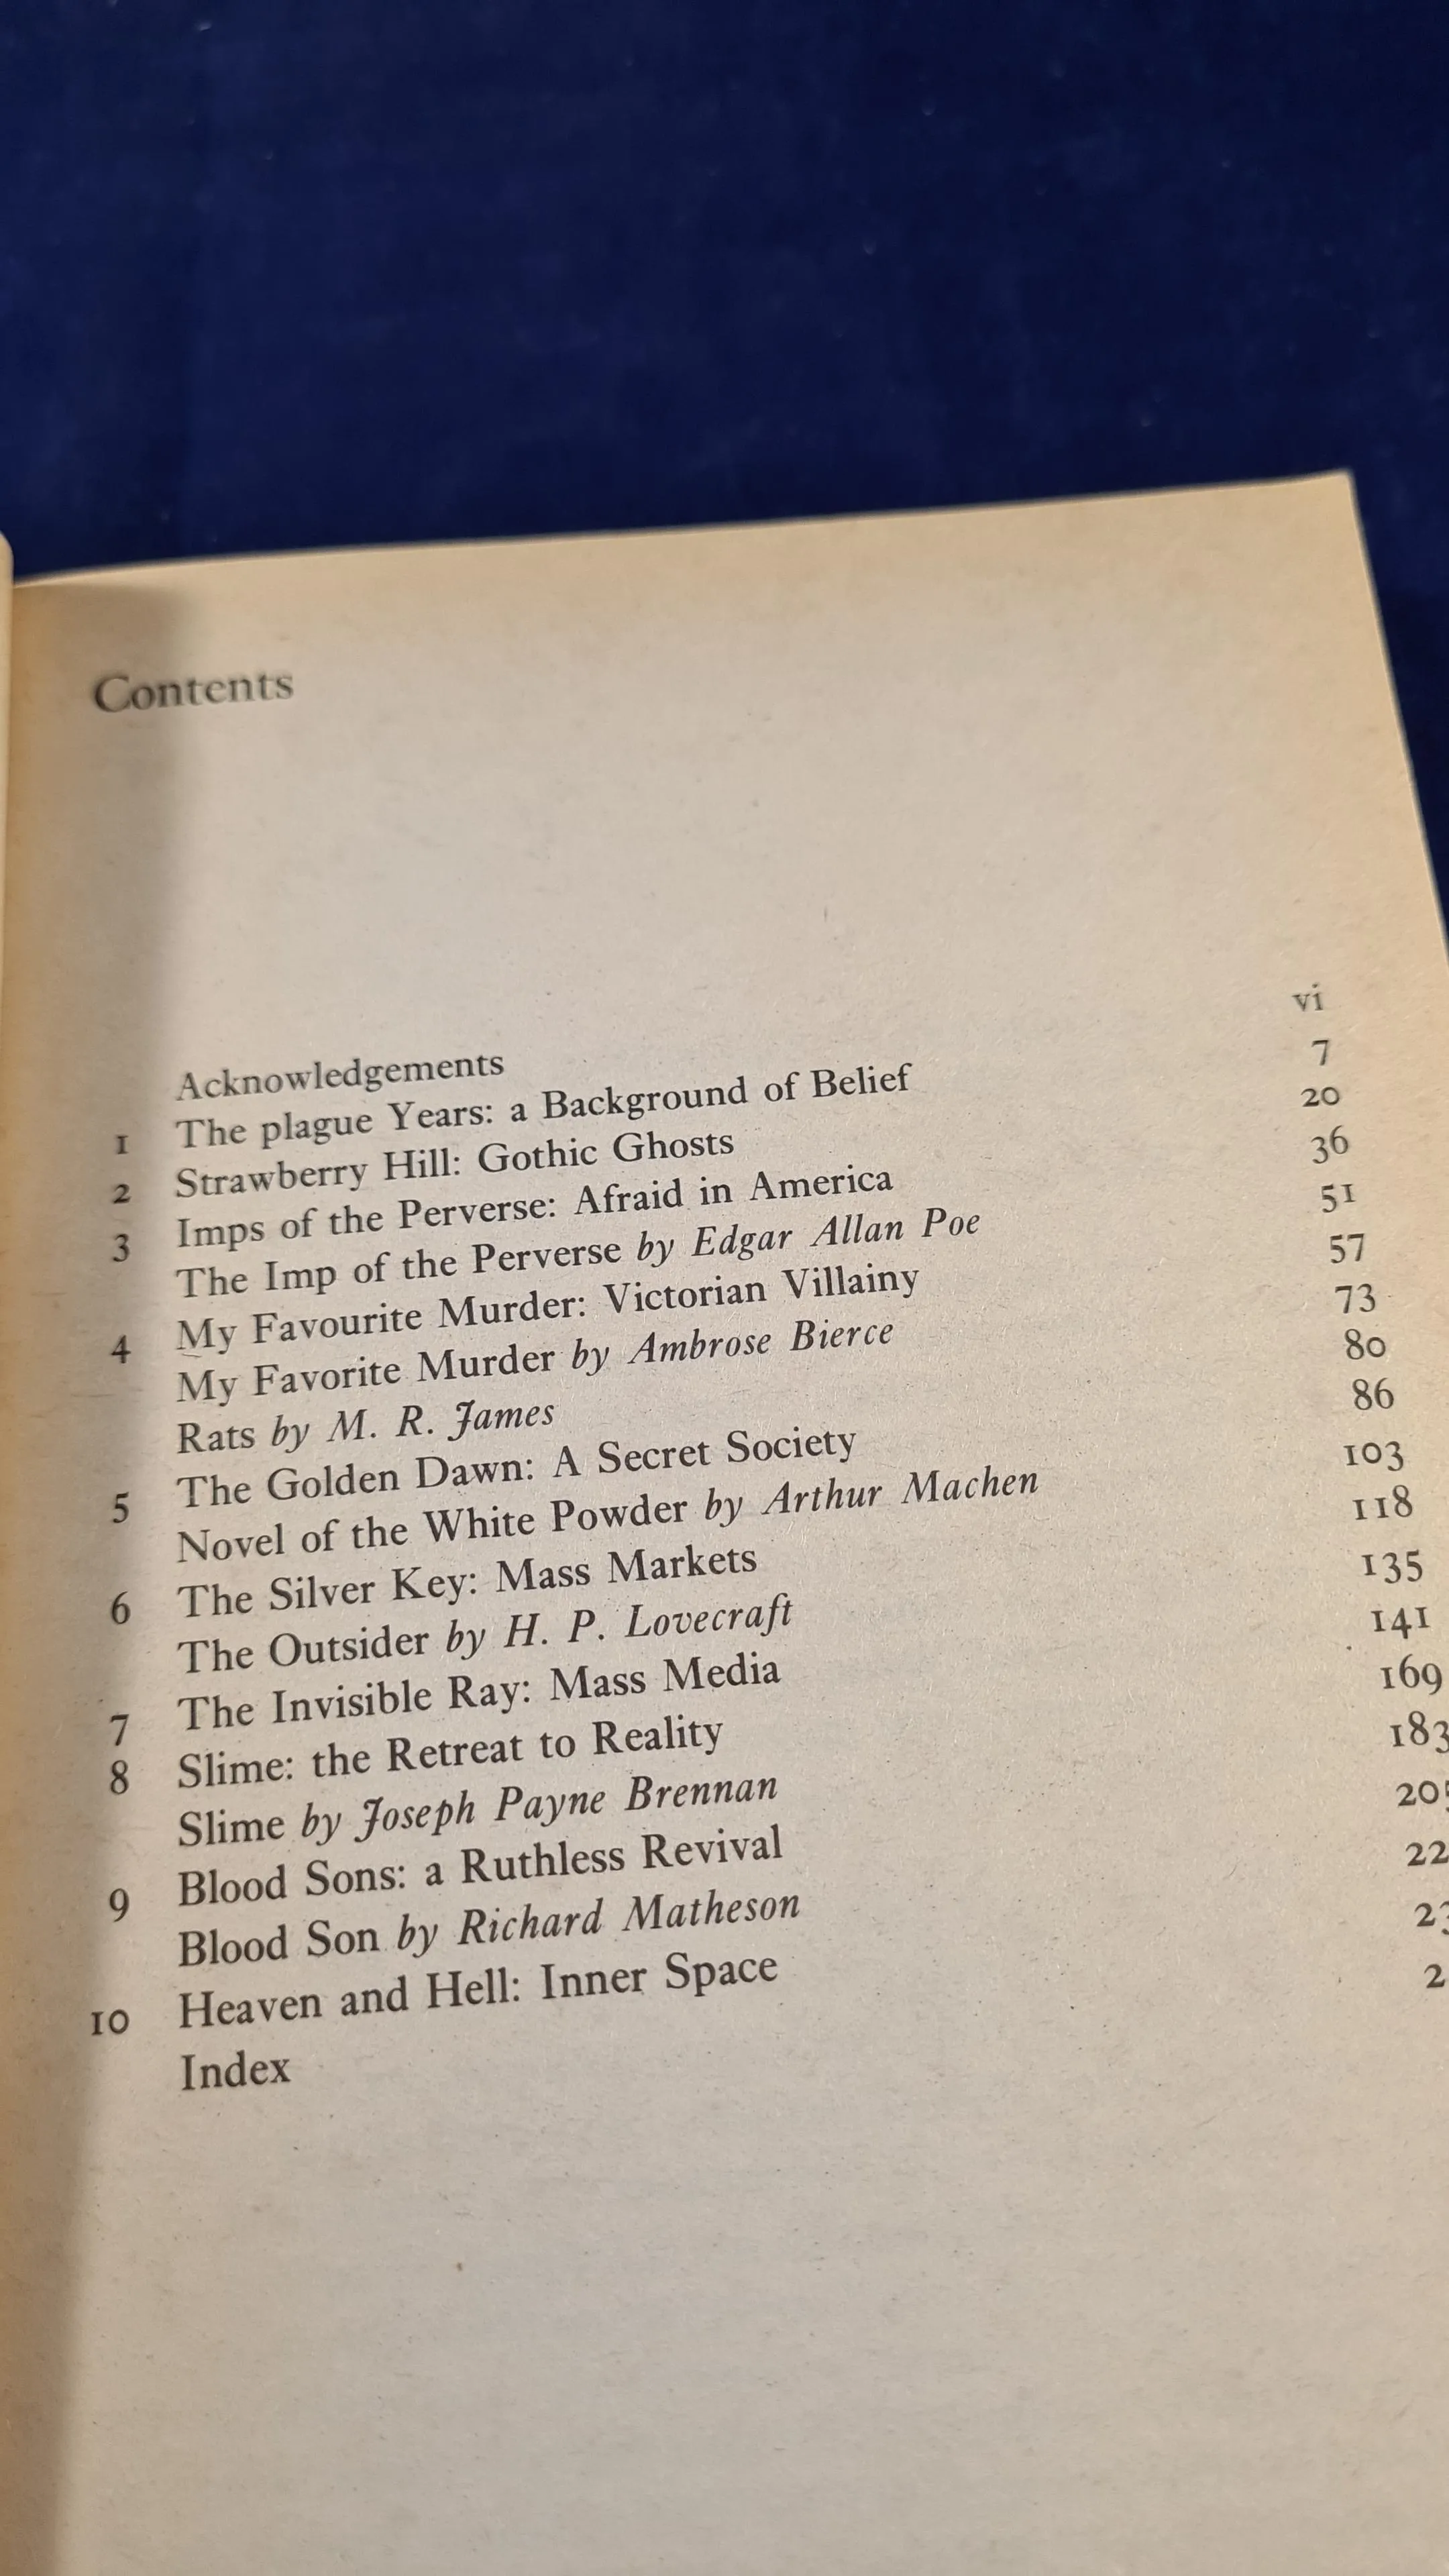 Contents
Acknowledgements vi
1 The plague Years: a Background of Belief 7
2 Strawberry Hill: Gothic Ghosts 20
3 Imps of the Perverse: Afraid in America 36
The Imp of the Perverse by Edgar Allan Poe 51
4 My Favourite Murder: Victorian Villainy 57
My Favorite Murder by Ambrose Bierce 73
Rats by M. R. James 80
5 The Golden Dawn: A Secret Society 86
Novel of the White Powder by Arthur Machen 103
6 The Silver Key: Mass Markets 118
The Outsider by H. P. Lovecraft 135
7 The Invisible Ray: Mass Media 141
8 Slime: the Retreat to Reality 169
Slime by Joseph Payne Brennan 183
9 Blood Sons: a Ruthless Revival
Blood Son by Richard Matheson
10 Heaven and Hell: Inner Space
Index